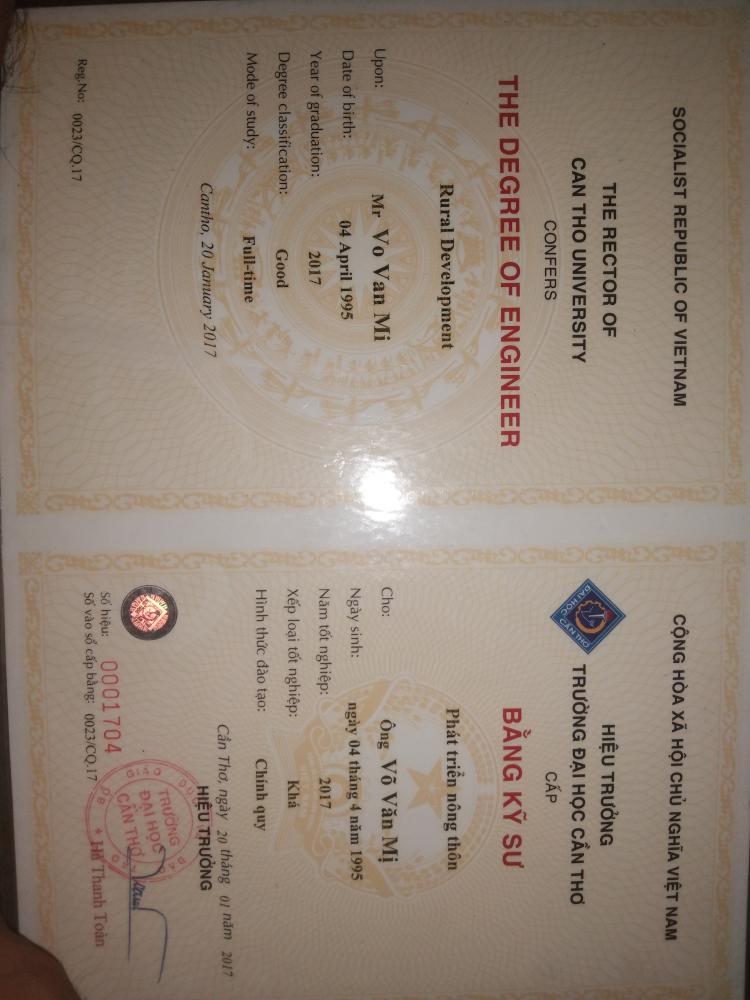 SOCIALIST REPUBLIC OF VIETNAM
THE RECTOR OF
CAN THO UNIVERSITY
CONFERS
THE DEGREE OF ENGINEER
Rural Development
Upon: Mr Vo Van Mi
Date of birth: 04 April 1995
Year of graduation: 2017
Degree classification: Good
Mode of study: Full-time
Cantho, 20 January 2017
Reg.No: 0023/CQ.17
CỘNG HÒA XÃ HỘI CHỦ NGHĨA VIỆT NAM
ĐẠI HỌC CẦN THƠ
HIỆU TRƯỞNG
TRƯỜNG ĐẠI HỌC CẦN THƠ
CẤP
BẰNG KỸ SƯ
Phát triển nông thôn
Cho: Ông Võ Văn Mị
Ngày sinh: ngày 04 tháng 4 năm 1995
Năm tốt nghiệp: 2017
Xếp loại tốt nghiệp: Khá
Hình thức đào tạo: Chính quy
Cần Thơ, ngày 20 tháng 01 năm 2017
HIỆU TRƯỞNG
TRƯỜNG
ĐẠI HỌC
CẦN THƠ
Hà Thanh Toàn
Số hiệu: 0001704
Số vào sổ cấp bằng: 0023/CQ.17